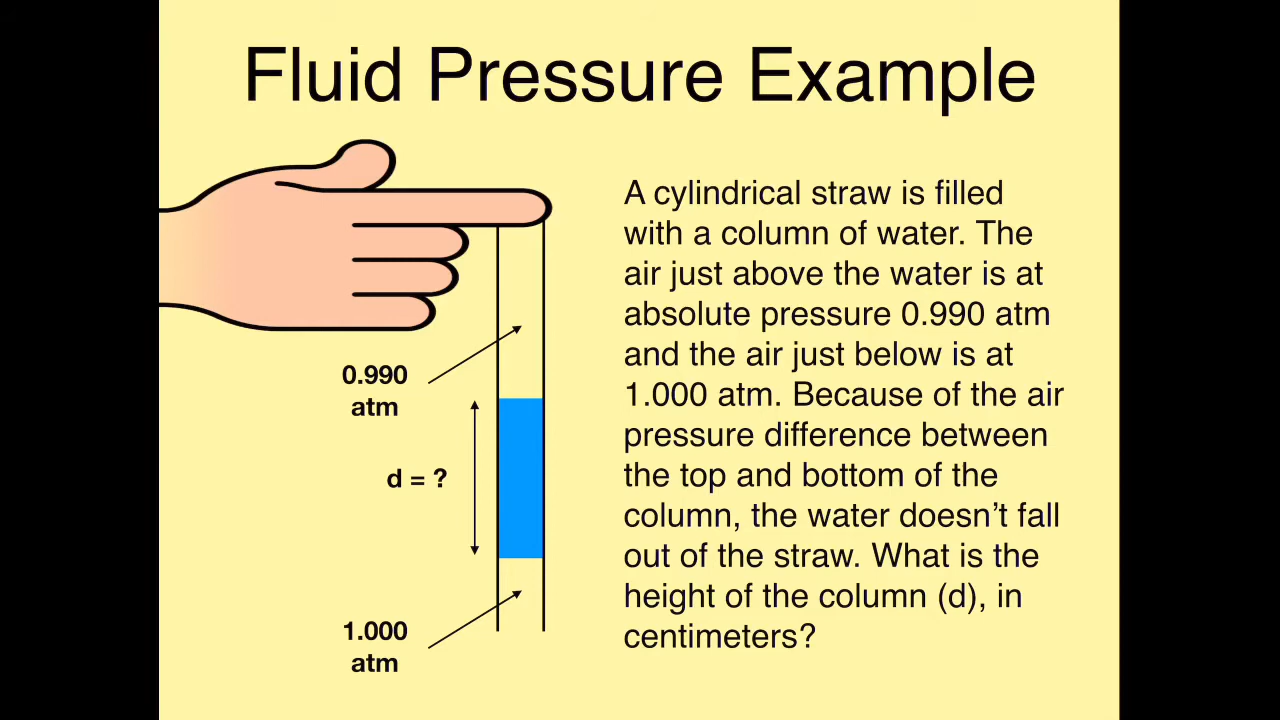 Fluid Pressure Example
A cylindrical straw is filled
with a column of water. The
air just above the water is at
absolute pressure 0.990 atm
and the air just below is at
1.000 atm. Because of the air
pressure difference between
the top and bottom of the
column, the water doesn’t fall
out of the straw. What is the
height of the column (d), in
centimeters?
0.990
atm
d = ?
1.000
atm